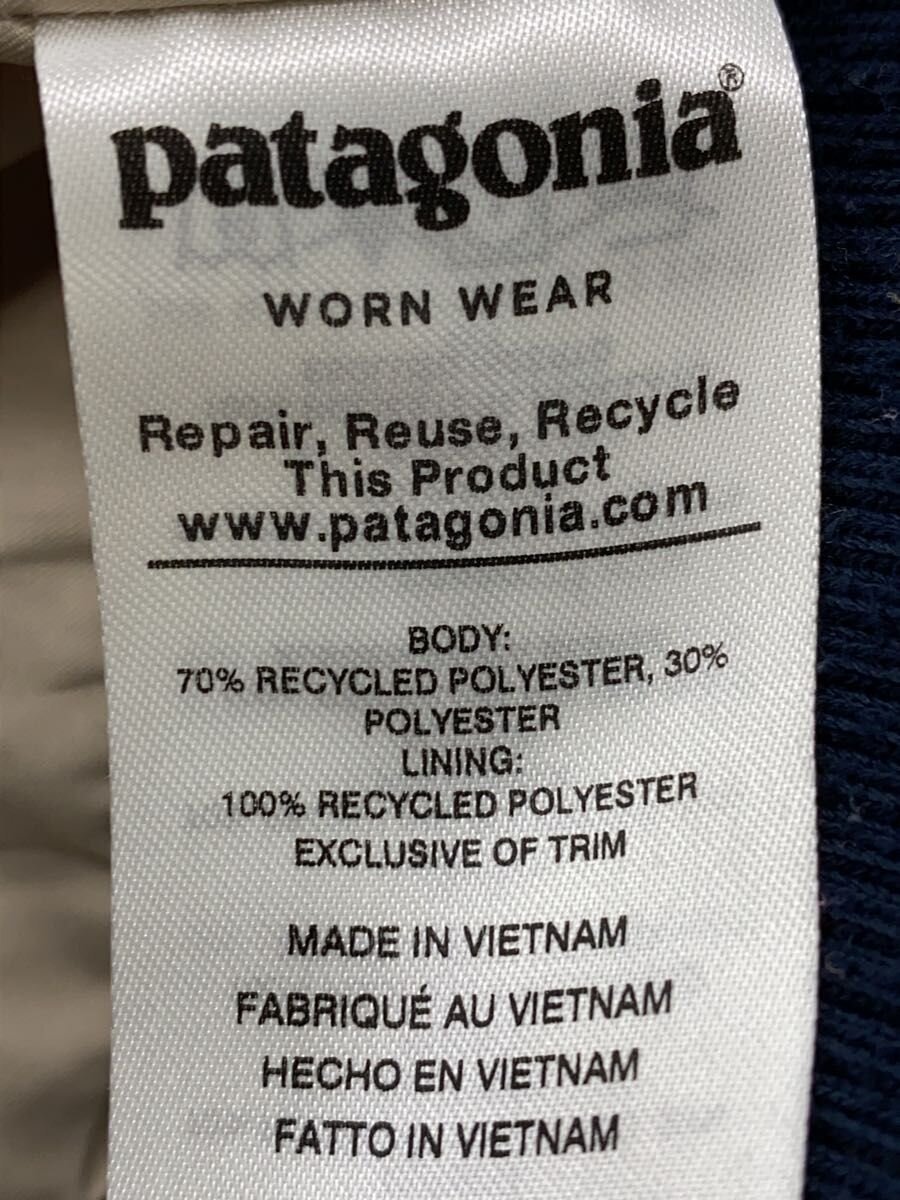 patagonia®
WORN WEAR
Repair, Reuse, Recycle
This Product
www.patagonia.com
BODY:
70% RECYCLED POLYESTER, 30%
POLYESTER
LINING:
100% RECYCLED POLYESTER
EXCLUSIVE OF TRIM
MADE IN VIETNAM
FABRIQUÉ AU VIETNAM
HECHO EN VIETNAM
FATTO IN VIETNAM